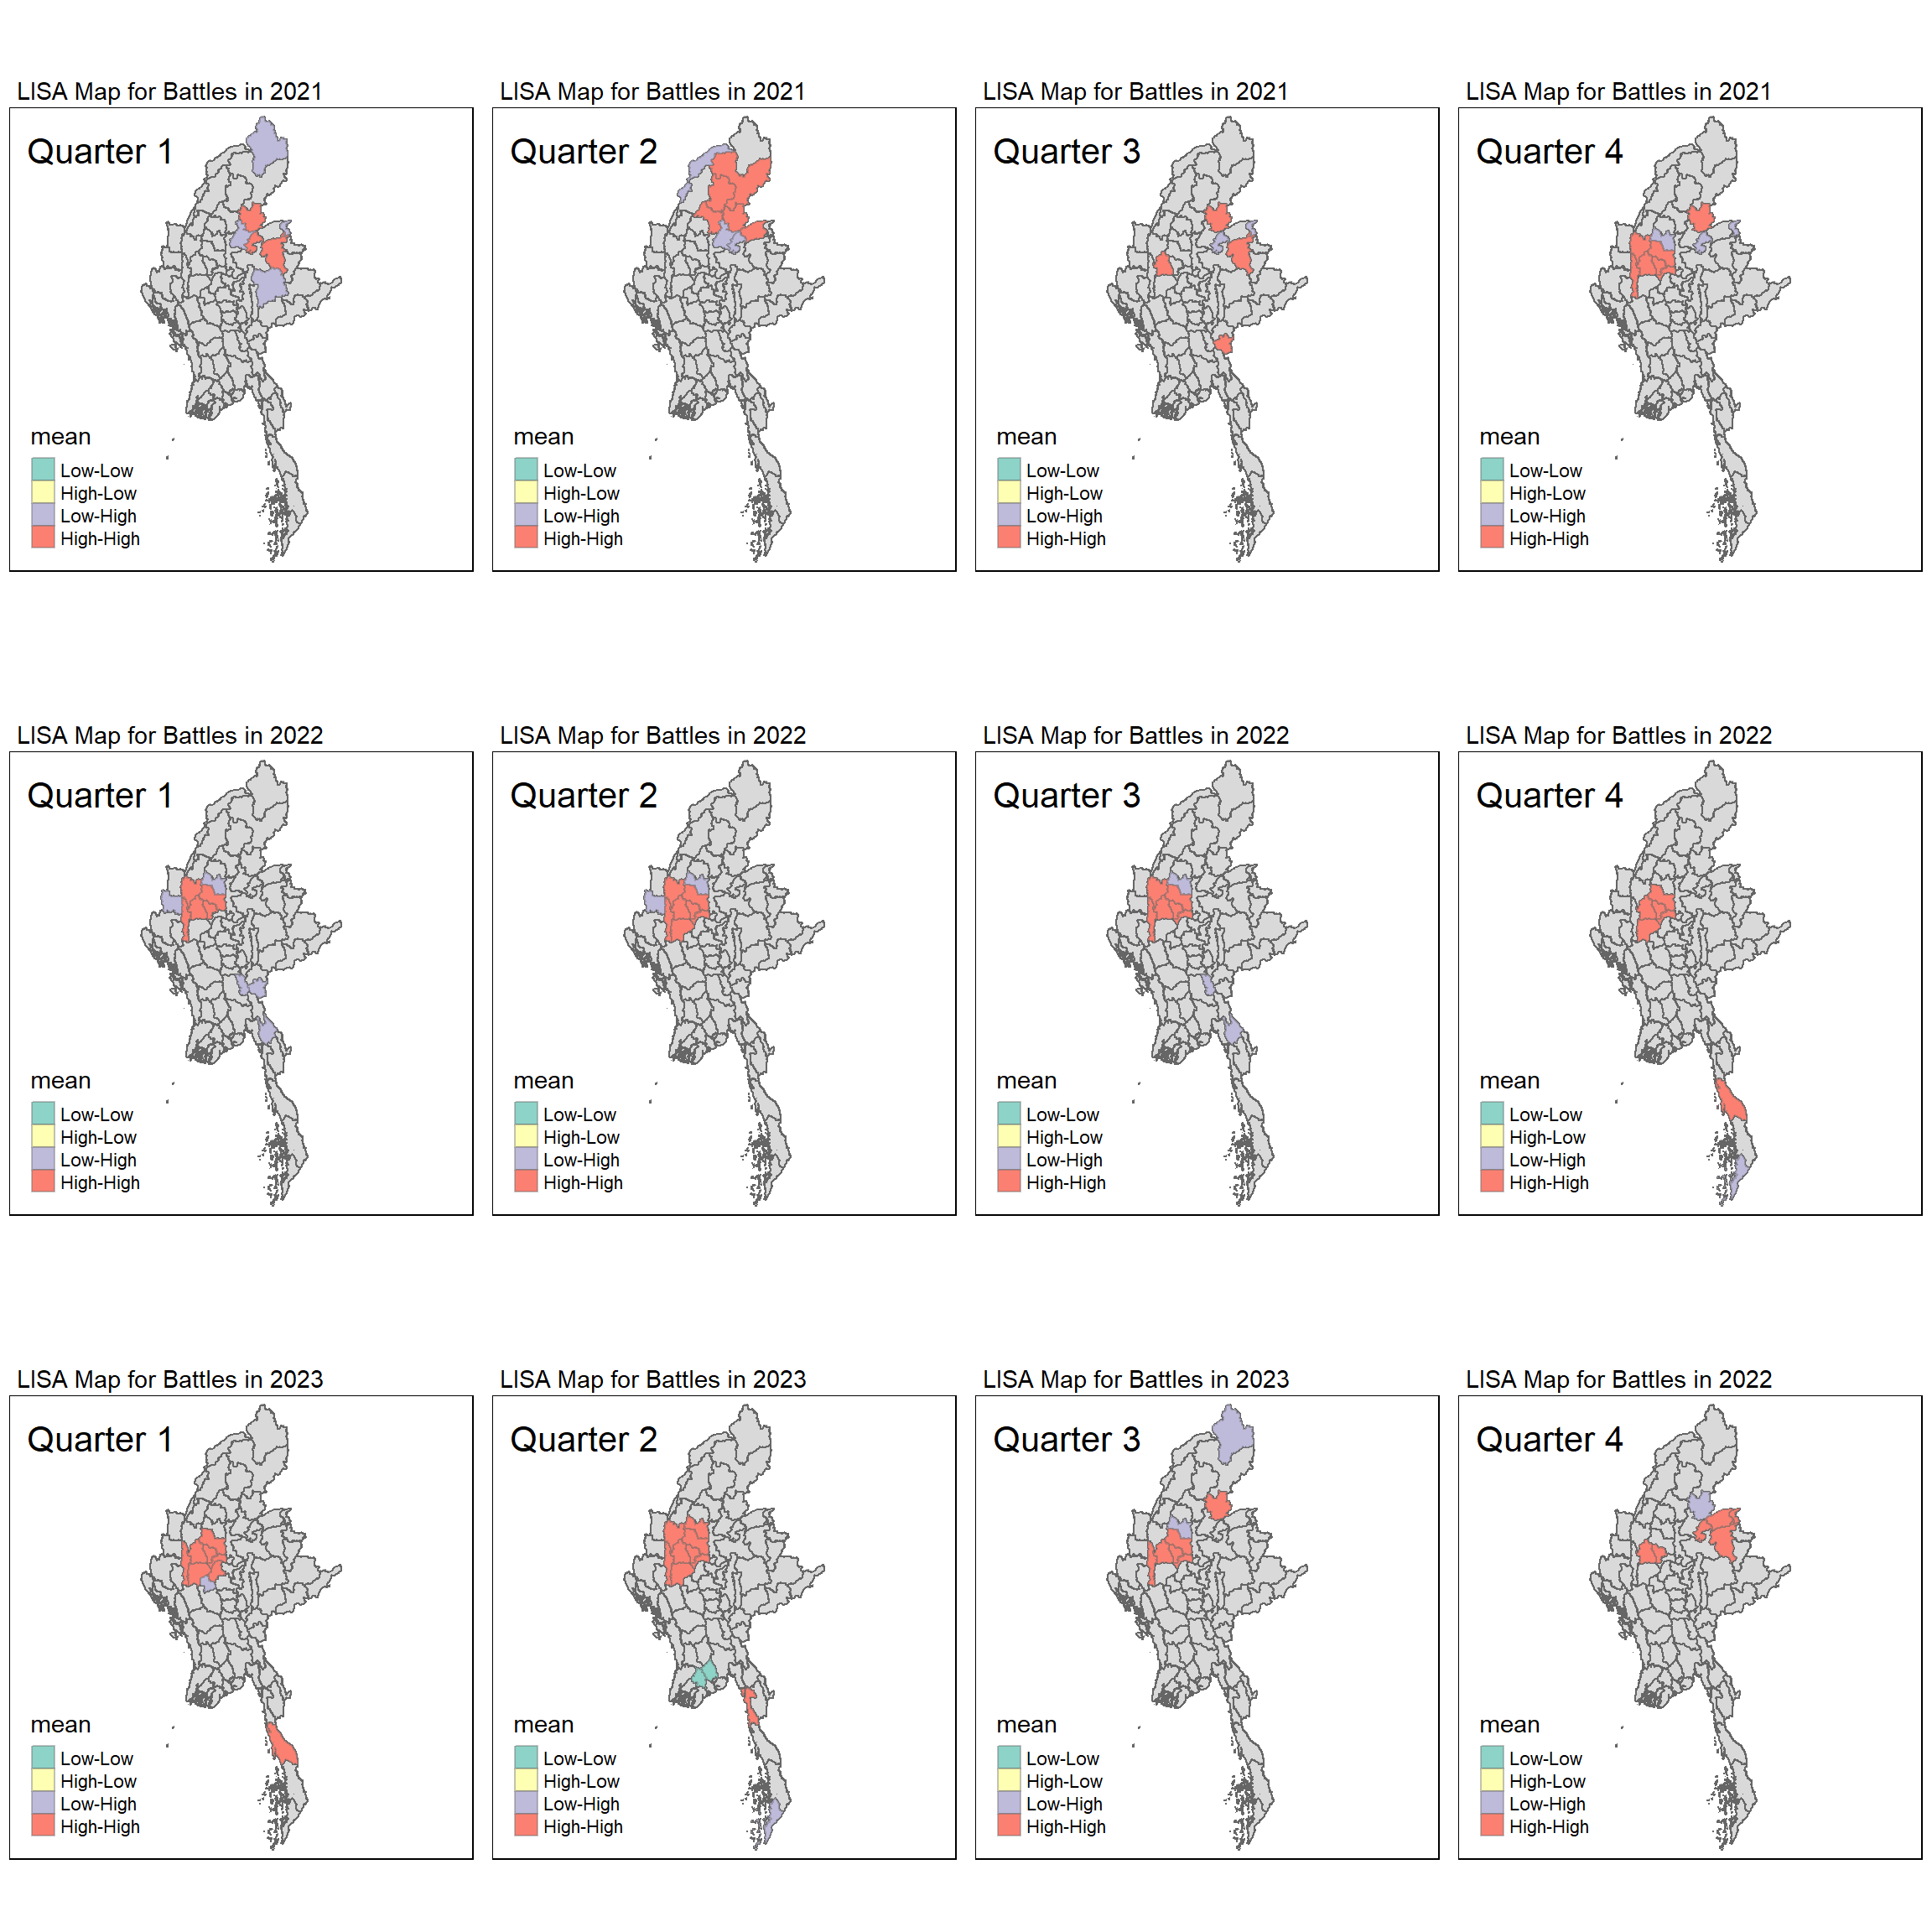 LISA Map for Battles in 2021
Quarter 1
mean
Low-Low
High-Low
Low-High
High-High
LISA Map for Battles in 2021
Quarter 2
mean
Low-Low
High-Low
Low-High
High-High
LISA Map for Battles in 2021
Quarter 3
mean
Low-Low
High-Low
Low-High
High-High
LISA Map for Battles in 2021
Quarter 4
mean
Low-Low
High-Low
Low-High
High-High
LISA Map for Battles in 2022
Quarter 1
mean
Low-Low
High-Low
Low-High
High-High
LISA Map for Battles in 2022
Quarter 2
mean
Low-Low
High-Low
Low-High
High-High
LISA Map for Battles in 2022
Quarter 3
mean
Low-Low
High-Low
Low-High
High-High
LISA Map for Battles in 2022
Quarter 4
mean
Low-Low
High-Low
Low-High
High-High
LISA Map for Battles in 2023
Quarter 1
mean
Low-Low
High-Low
Low-High
High-High
LISA Map for Battles in 2023
Quarter 2
mean
Low-Low
High-Low
Low-High
High-High
LISA Map for Battles in 2023
Quarter 3
mean
Low-Low
High-Low
Low-High
High-High
LISA Map for Battles in 2022
Quarter 4
mean
Low-Low
High-Low
Low-High
High-High